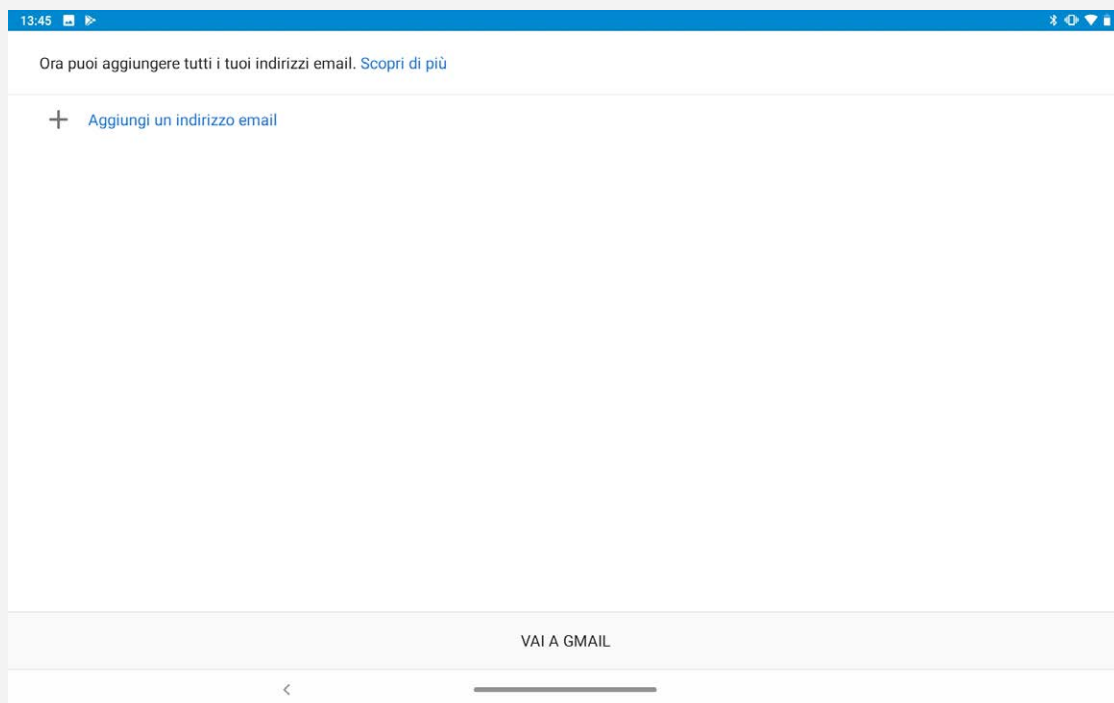 13:45
Ora puoi aggiungere tutti i tuoi indirizzi email. Scopri di più
Aggiungi un indirizzo email
VAI A GMAIL